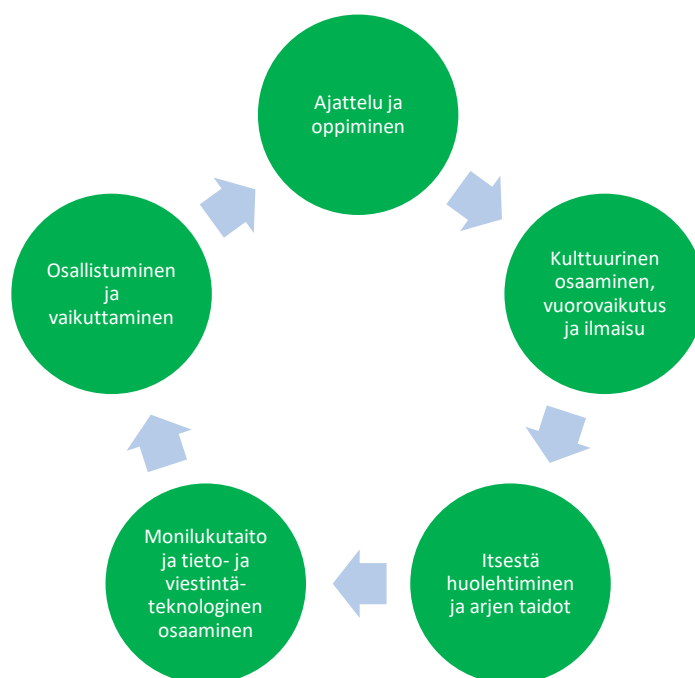 Ajattelu ja
oppiminen
Kulttuurinen
osaaminen,
vuorovaikutus
ja ilmaisu
Itsestä
huolehtiminen
ja arjen taidot
Monilukutaito
ja tieto- ja
viestintä-
teknologinen
osaaminen
Osallistuminen
ja
vaikuttaminen